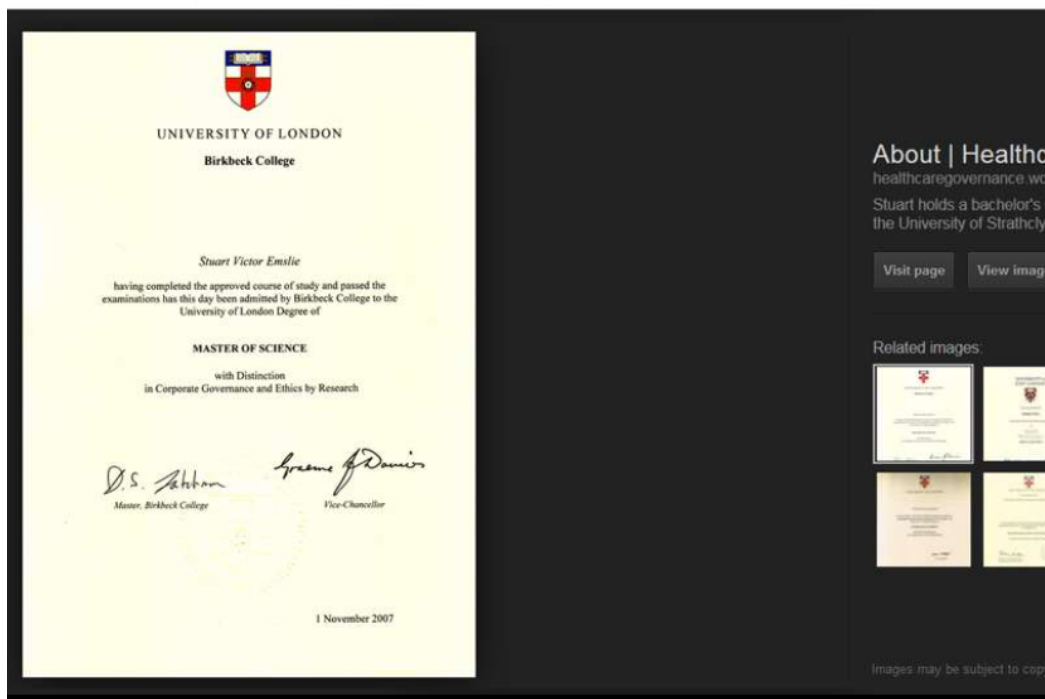 UNIVERSITY OF LONDON
Birkbeck College
Stuart Victor Emslie
having completed the approved course of study and passed the
examinations has this day been admitted by Birkbeck College to the
University of London Degree of
MASTER OF SCIENCE
with Distinction
in Corporate Governance and Ethics by Research
D.S.
Graeme J Davies
Master, Birkbeck College
Vice-Chancellor
1 November 2007
About | Healthc
healthcaregovernance.wo
Stuart holds a bachelor's
the University of Strathcly
Visit page
View imag
Related images:
Images may be subject to cop